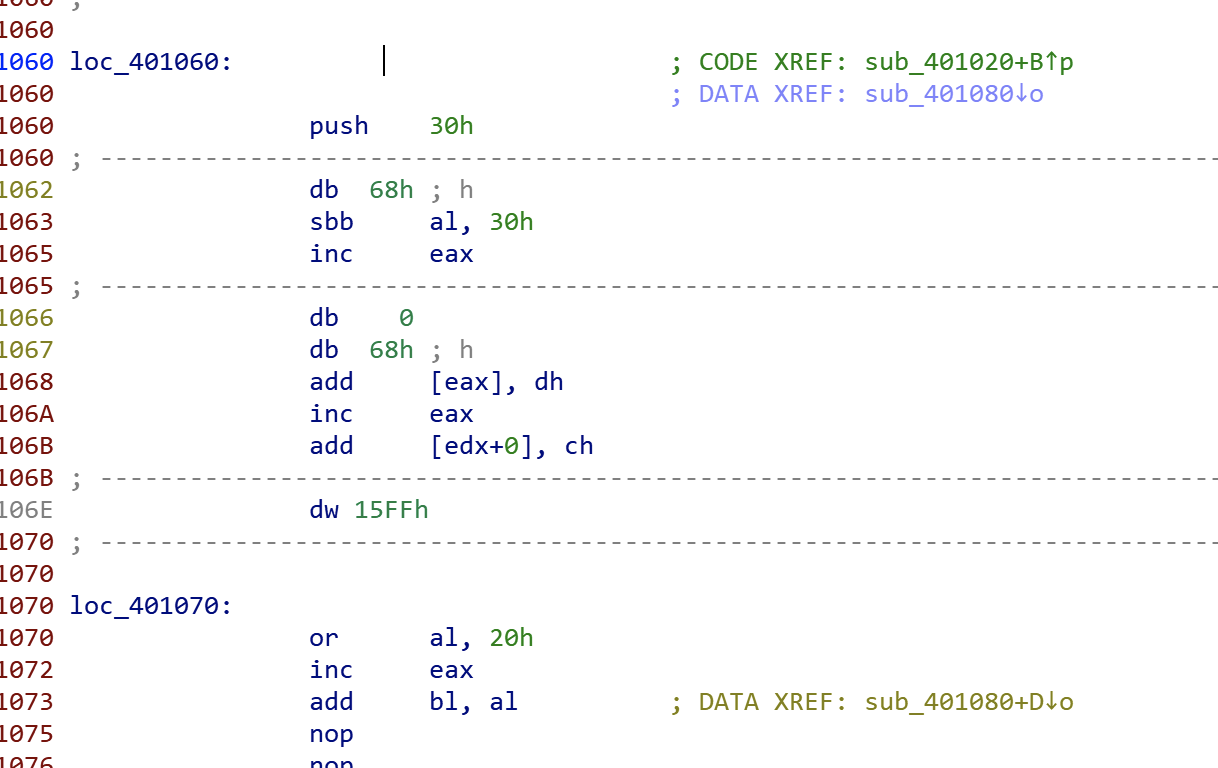 1060 ;
1060
1060 loc_401060: ; CODE XREF: sub_401020+B↑p
1060 ; DATA XREF: sub_401080↓o
1060 push 30h
1060 ; ---------------------------------------------------------------------------
1062 db 68h ; h
1063 sbb al, 30h
1065 inc eax
1065 ; ---------------------------------------------------------------------------
1066 db 0
1067 db 68h ; h
1068 add [eax], dh
106A inc eax
106B add [edx+0], ch
106B ; ---------------------------------------------------------------------------
106E dw 15FFh
1070 ; ---------------------------------------------------------------------------
1070
1070 loc_401070:
1070 or al, 20h
1072 inc eax
1073 add bl, al ; DATA XREF: sub_401080+D↓o
1075 nop
1076 nop